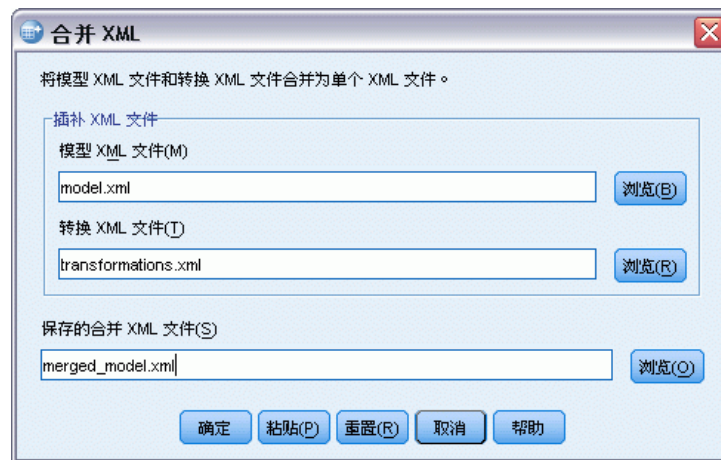 合并 XML
将模型 XML 文件和转换 XML 文件合并为单个 XML 文件。
插补 XML 文件
模型 XML 文件(M)
model.xml
浏览(B)
转换 XML 文件(T)
transformations.xml
浏览(R)
保存的合并 XML 文件(S)
merged_model.xml
浏览(O)
确定 粘贴(P) 重置(R) 取消 帮助